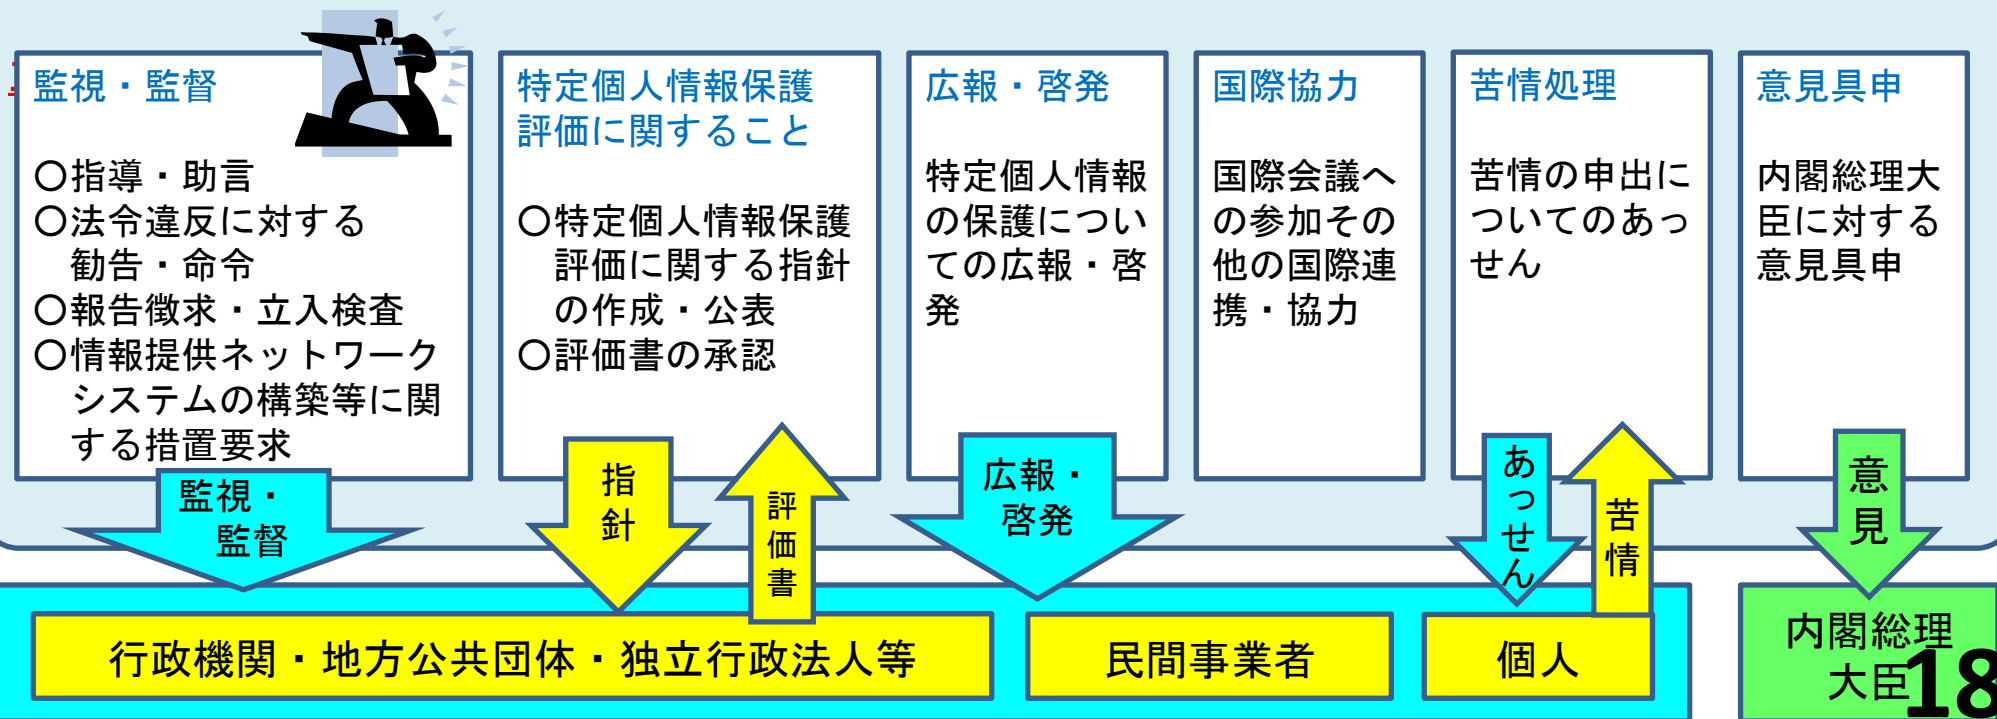 監視・監督
〇指導・助言
〇法令違反に対する
勧告・命令
〇報告徴求・立入検査
〇情報提供ネットワーク
システムの構築等に関
する措置要求
特定個人情報保護
評価に関すること
〇特定個人情報保護
評価に関する指針
の作成・公表
〇評価書の承認
広報・啓発
特定個人情報
の保護につい
ての広報・啓
発
国際協力
国際会議へ
の参加その
他の国際連
携・協力
苦情処理
苦情の申出に
ついてのあっ
せん
意見具申
内閣総理大
臣に対する
意見具申
監視・
監督
指針
評価書
広報・
啓発
あっせん
苦情
意見
行政機関・地方公共団体・独立行政法人等
民間事業者
個人
内閣総理
大臣
18